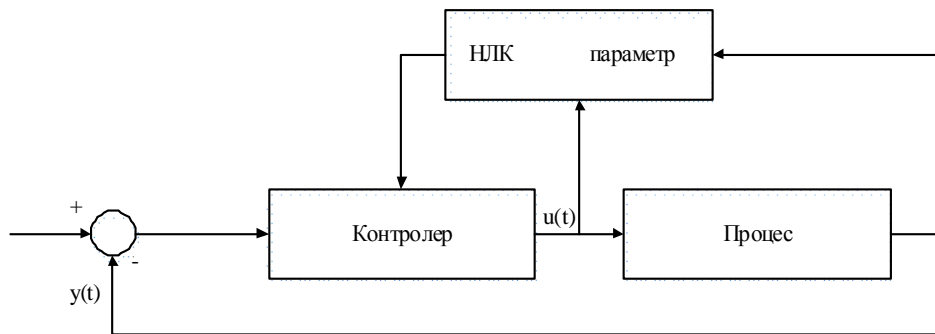 НЛК параметр
+
u(t)
Контролер
Процес
-
y(t)